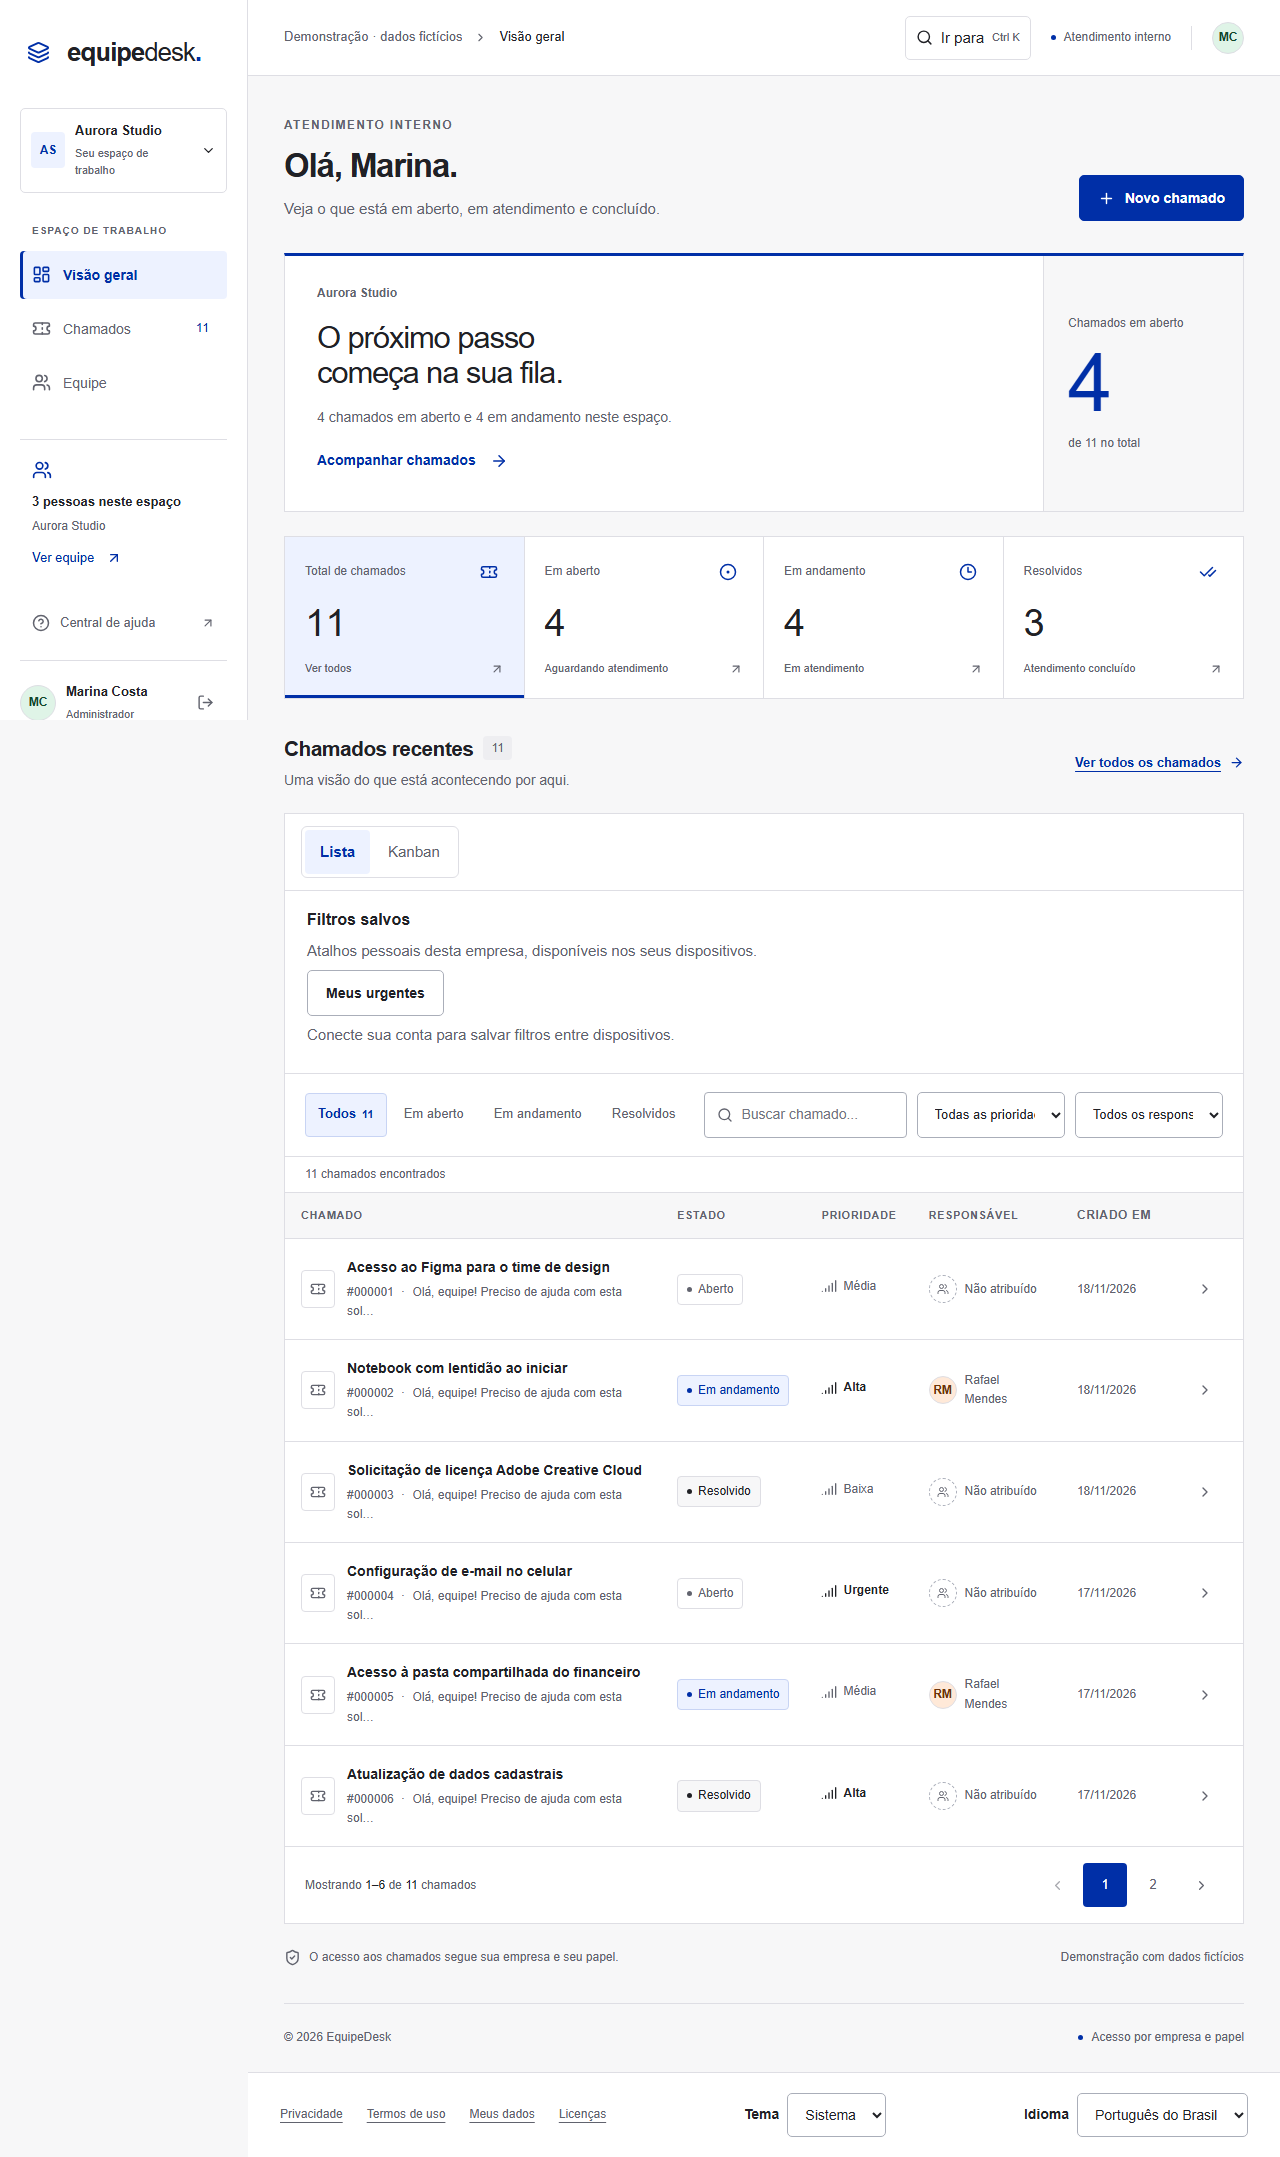 equipedesk.
AS
Aurora Studio
Seu espaço de
trabalho
ESPAÇO DE TRABALHO
Visão geral
Chamados 11
Equipe
3 pessoas neste espaço
Aurora Studio
Ver equipe
Central de ajuda
MC
Marina Costa
Administrador
Demonstração · dados fictícios
Visão geral
Ir para Ctrl K
Atendimento interno
MC
ATENDIMENTO INTERNO
Olá, Marina.
Veja o que está em aberto, em atendimento e concluído.
Novo chamado
Aurora Studio
O próximo passo
começa na sua fila.
4 chamados em aberto e 4 em andamento neste espaço.
Acompanhar chamados
Chamados em aberto
4
de 11 no total
Total de chamados
11
Ver todos
Em aberto
4
Aguardando atendimento
Em andamento
4
Em atendimento
Resolvidos
3
Atendimento concluído
Chamados recentes 11
Uma visão do que está acontecendo por aqui.
Ver todos os chamados
Lista Kanban
Filtros salvos
Atalhos pessoais desta empresa, disponíveis nos seus dispositivos.
Meus urgentes
Conecte sua conta para salvar filtros entre dispositivos.
Todos 11 Em aberto Em andamento Resolvidos Buscar chamado... Todas as priorida Todos os respons
11 chamados encontrados
CHAMADO ESTADO PRIORIDADE RESPONSÁVEL CRIADO EM
Acesso ao Figma para o time de design
#000001 · Olá, equipe! Preciso de ajuda com esta
sol...
Aberto Média Não atribuído 18/11/2026
Notebook com lentidão ao iniciar
#000002 · Olá, equipe! Preciso de ajuda com esta
sol...
Em andamento Alta RM Rafael
Mendes
18/11/2026
Solicitação de licença Adobe Creative Cloud
#000003 · Olá, equipe! Preciso de ajuda com esta
sol...
Resolvido Baixa Não atribuído 18/11/2026
Configuração de e-mail no celular
#000004 · Olá, equipe! Preciso de ajuda com esta
sol...
Aberto Urgente Não atribuído 17/11/2026
Acesso à pasta compartilhada do financeiro
#000005 · Olá, equipe! Preciso de ajuda com esta
sol...
Em andamento Média RM Rafael
Mendes
17/11/2026
Atualização de dados cadastrais
#000006 · Olá, equipe! Preciso de ajuda com esta
sol...
Resolvido Alta Não atribuído 17/11/2026
Mostrando 1–6 de 11 chamados
1 2
O acesso aos chamados segue sua empresa e seu papel.
Demonstração com dados fictícios
© 2026 EquipeDesk
Acesso por empresa e papel
Privacidade Termos de uso Meus dados Licenças
Tema Sistema
Idioma Português do Brasil